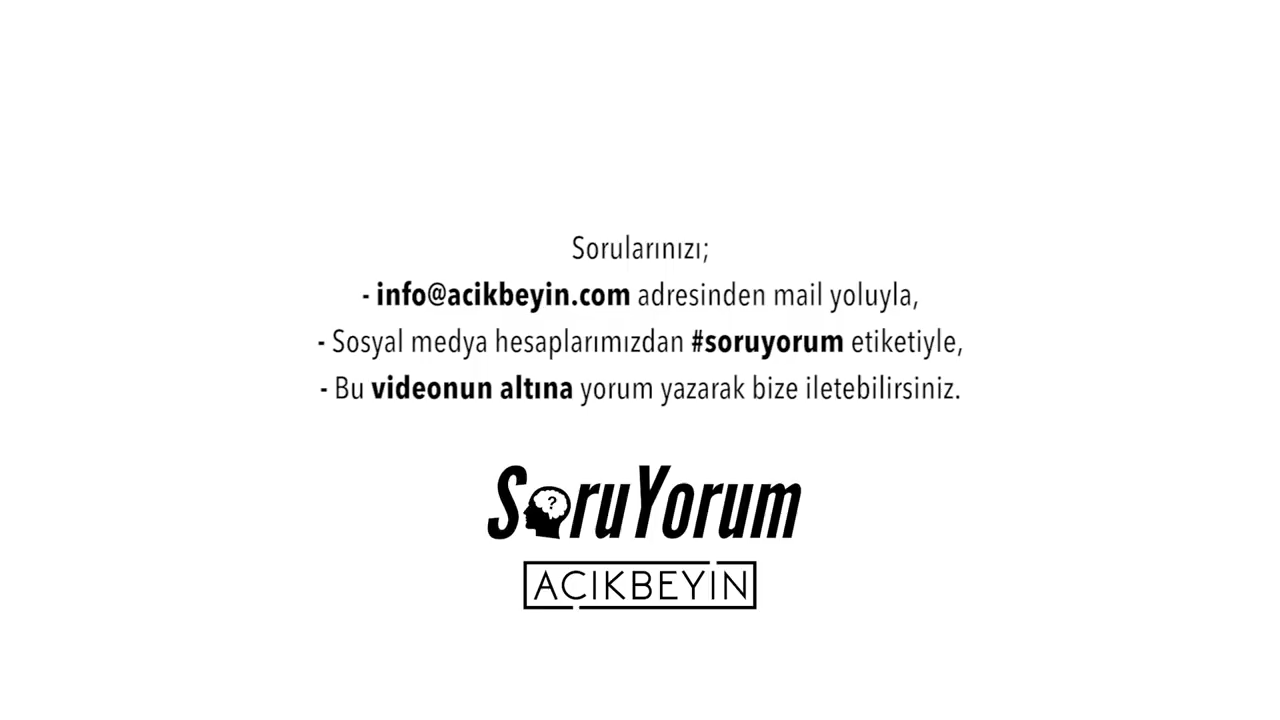 Sorularınızı;
- info@acikbeyin.com adresinden mail yoluyla,
- Sosyal medya hesaplarımızdan #soruyorum etiketiyle,
- Bu videonun altına yorum yazarak bize iletebilirsiniz.
SoruYorum
AÇIKBEYİN